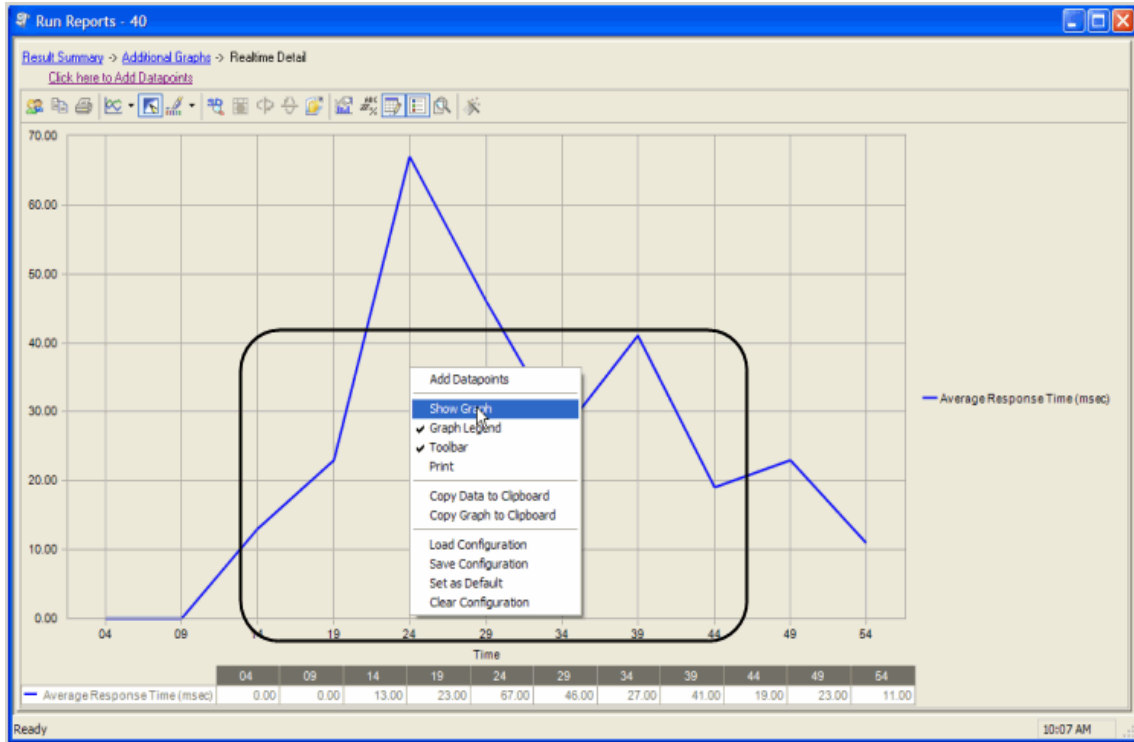 Run Reports - 40
Result Summary -> Additional Graphs -> Realtime Detail
Click here to Add Datapoints
70.00
60.00
50.00
40.00
30.00
20.00
10.00
0.00
Add Datapoints
Show Graph
Graph Legend
Toolbar
Print
Copy Data to Clipboard
Copy Graph to Clipboard
Load Configuration
Save Configuration
Set as Default
Clear Configuration
Average Response Time (msec)
04 09 14 19 24 29 34 39 44 49 54
Time
04 09 14 19 24 29 34 39 44 49 54
Average Response Time (msec) 0.00 0.00 13.00 23.00 67.00 46.00 27.00 41.00 19.00 23.00 11.00
Ready 10:07 AM